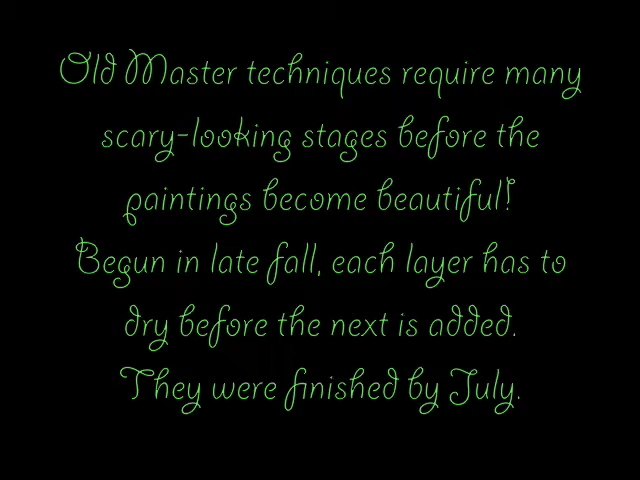 Old Master techniques require many
scary-looking stages before the
paintings become beautiful!
Begun in late fall, each layer has to
dry before the next is added.
They were finished by July.